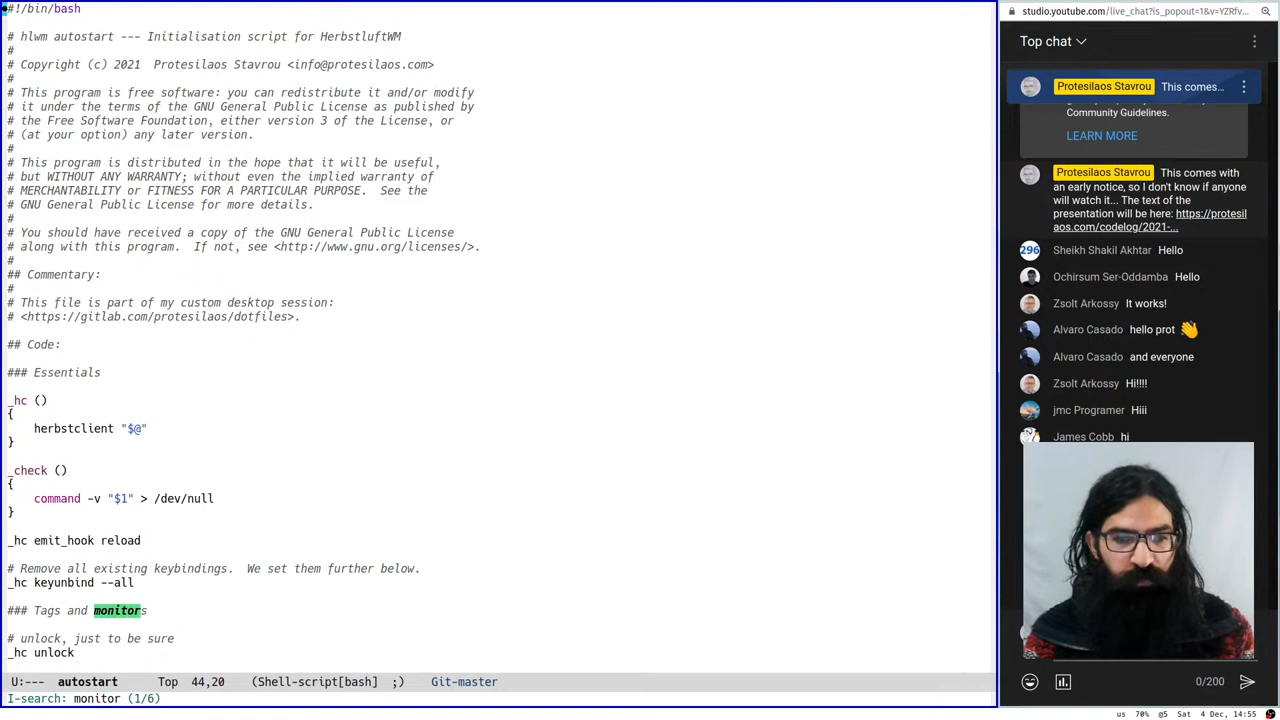 #!/bin/bash
# hlwm autostart --- Initialisation script for HerbstluftWM
#
# Copyright (c) 2021  Protesilaos Stavrou <info@protesilaos.com>
#
# This program is free software: you can redistribute it and/or modify
# it under the terms of the GNU General Public License as published by
# the Free Software Foundation, either version 3 of the License, or
# (at your option) any later version.
#
# This program is distributed in the hope that it will be useful,
# but WITHOUT ANY WARRANTY; without even the implied warranty of
# MERCHANTABILITY or FITNESS FOR A PARTICULAR PURPOSE.  See the
# GNU General Public License for more details.
#
# You should have received a copy of the GNU General Public License
# along with this program.  If not, see <http://www.gnu.org/licenses/>.
#
## Commentary:
#
# This file is part of my custom desktop session:
# <https://gitlab.com/protesilaos/dotfiles>.
## Code:
### Essentials
_hc ()
{
    herbstclient "$@"
}
_check ()
{
    command -v "$1" > /dev/null
}
_hc emit_hook reload
# Remove all existing keybindings.  We set them further below.
_hc keyunbind --all
### Tags and monitors
# unlock, just to be sure
_hc unlock
U:---  autostart      Top  44,20    (Shell-script[bash]  ;)    Git-master
I-search: monitor (1/6)
studio.youtube.com/live_chat?is_popout=1&v=YZRfv...
Top chat
Protesilaos Stavrou This comes...
Community Guidelines.
LEARN MORE
Protesilaos Stavrou This comes with
an early notice, so I don't know if anyone
will watch it... The text of the
presentation will be here: https://protesil
aos.com/codelog/2021-...
296 Sheikh Shakil Akhtar Hello
Ochirsum Ser-Oddamba Hello
Zsolt Arkossy It works!
Alvaro Casado hello prot 👋
Alvaro Casado and everyone
Zsolt Arkossy Hi!!!!
jmc Programer Hiii
James Cobb hi
0/200
us  70%  @5  Sat  4 Dec, 14:55